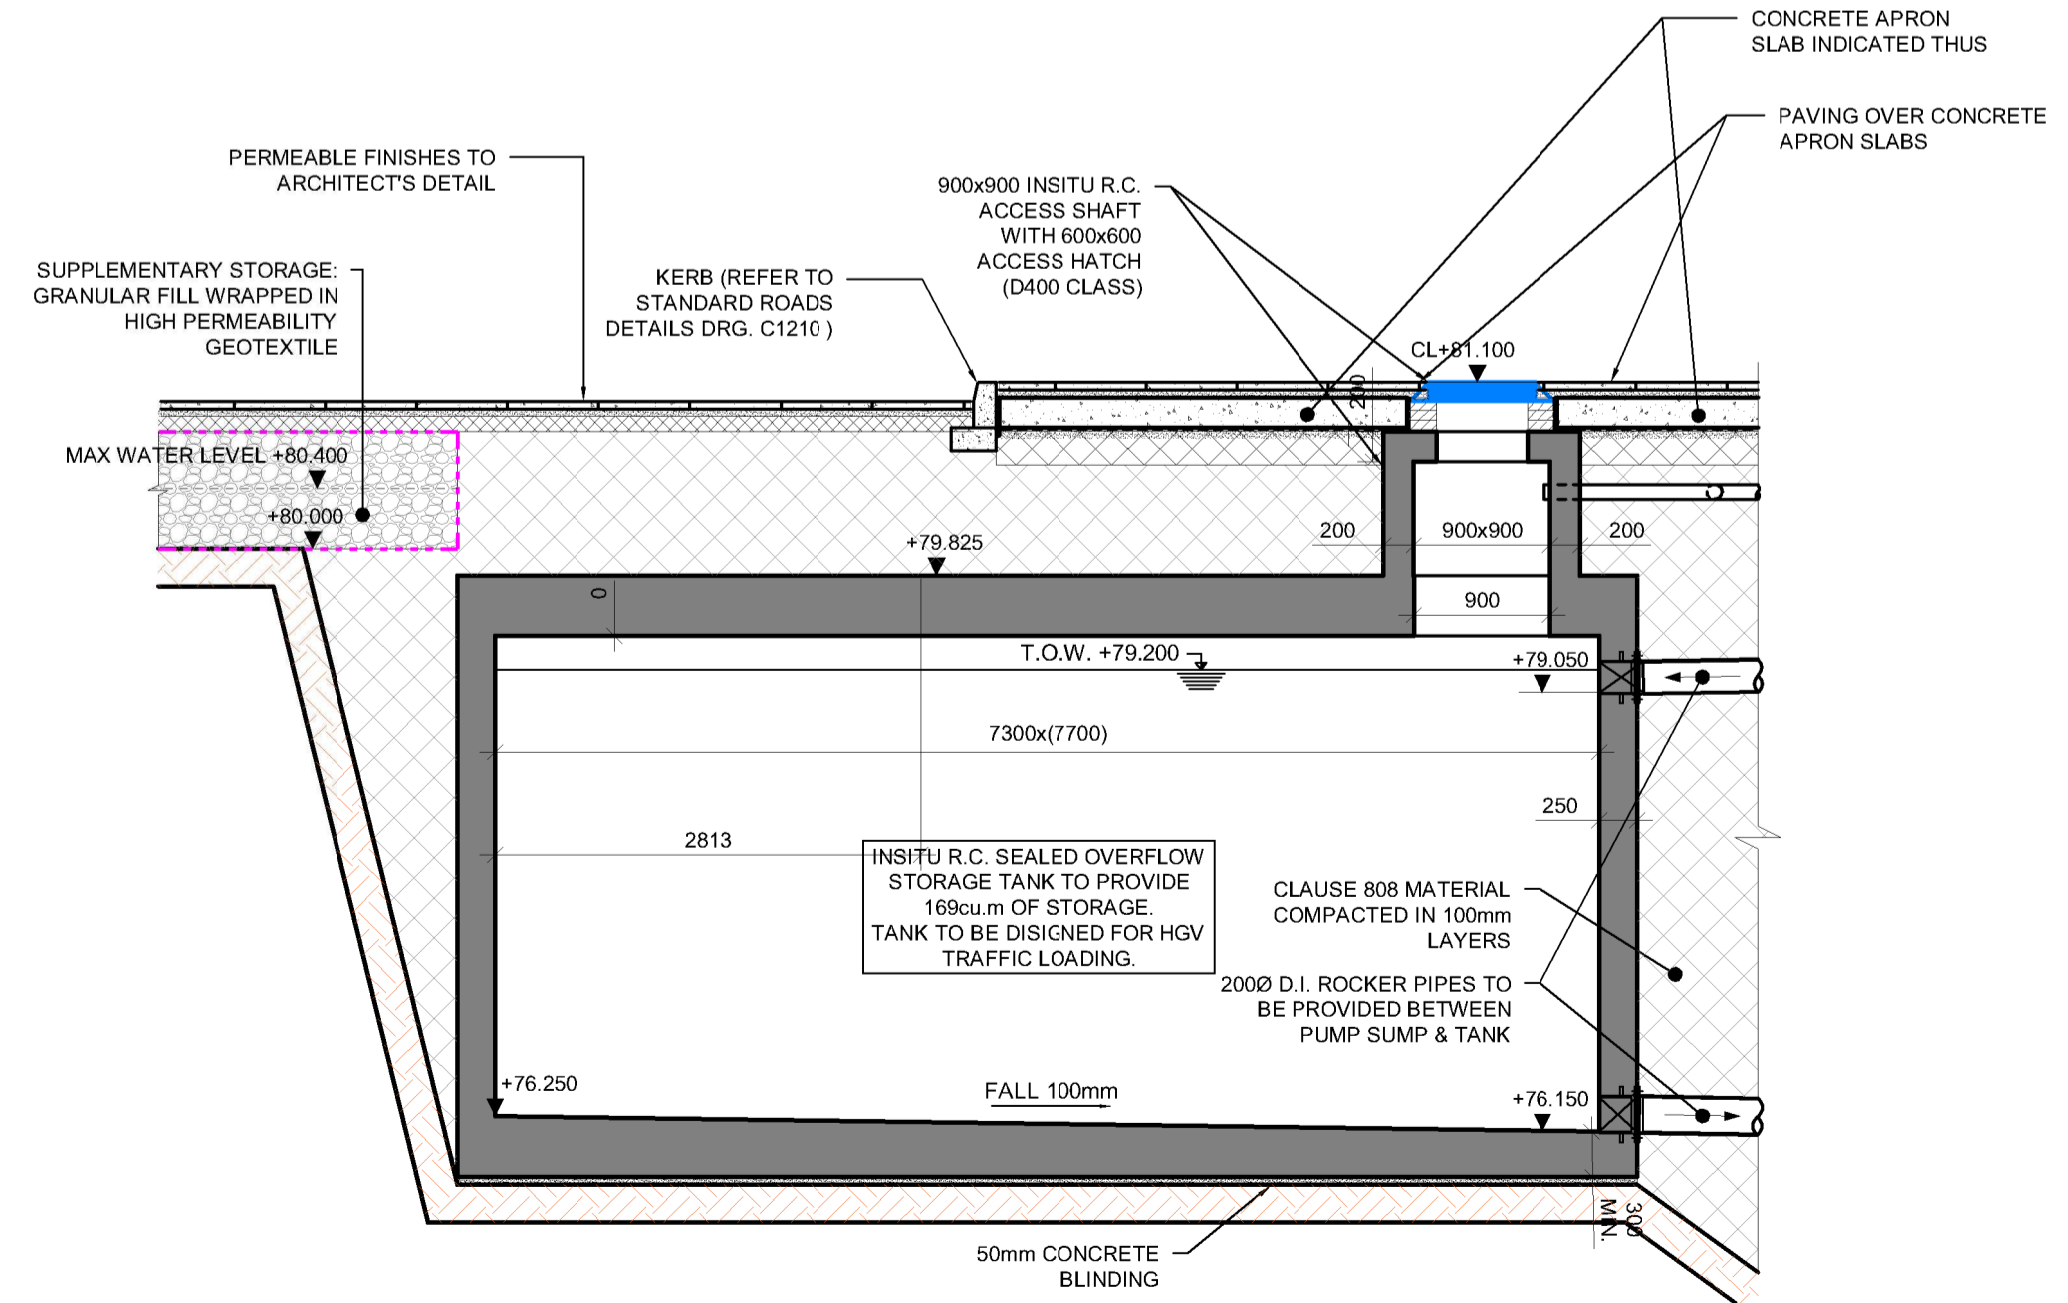 CONCRETE APRON
SLAB INDICATED THUS
PAVING OVER CONCRETE
APRON SLABS
PERMEABLE FINISHES TO
ARCHITECT'S DETAIL
900x900 INSITU R.C.
ACCESS SHAFT
WITH 600x600
ACCESS HATCH
(D400 CLASS)
SUPPLEMENTARY STORAGE:
GRANULAR FILL WRAPPED IN
HIGH PERMEABILITY
GEOTEXTILE
KERB (REFER TO
STANDARD ROADS
DETAILS DRG. C1210 )
CL+81.100
200
MAX WATER LEVEL +80.400
+80.000
+79.825
200
900x900
200
0
900
T.O.W. +79.200
+79.050
7300x(7700)
250
2813
INSITU R.C. SEALED OVERFLOW
STORAGE TANK TO PROVIDE
169cu.m OF STORAGE.
TANK TO BE DISIGNED FOR HGV
TRAFFIC LOADING.
CLAUSE 808 MATERIAL
COMPACTED IN 100mm
LAYERS
200Ø D.I. ROCKER PIPES TO
BE PROVIDED BETWEEN
PUMP SUMP & TANK
+76.250
FALL 100mm
+76.150
300
MIN.
50mm CONCRETE
BLINDING